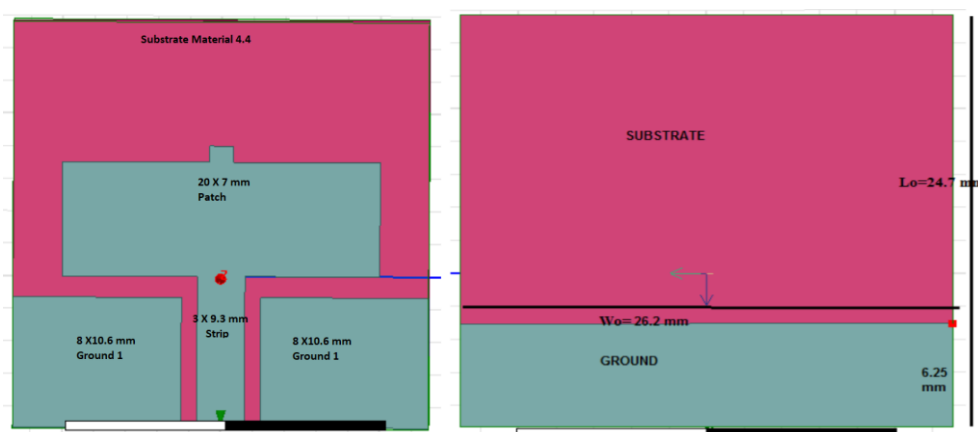 Substrate Material 4.4
20 X 7 mm
Patch
3 X 9.3 mm
Strip
8 X10.6 mm
Ground 1
8 X10.6 mm
Ground 1
SUBSTRATE
Lo=24.7 mm
Wo= 26.2 mm
GROUND
6.25
mm